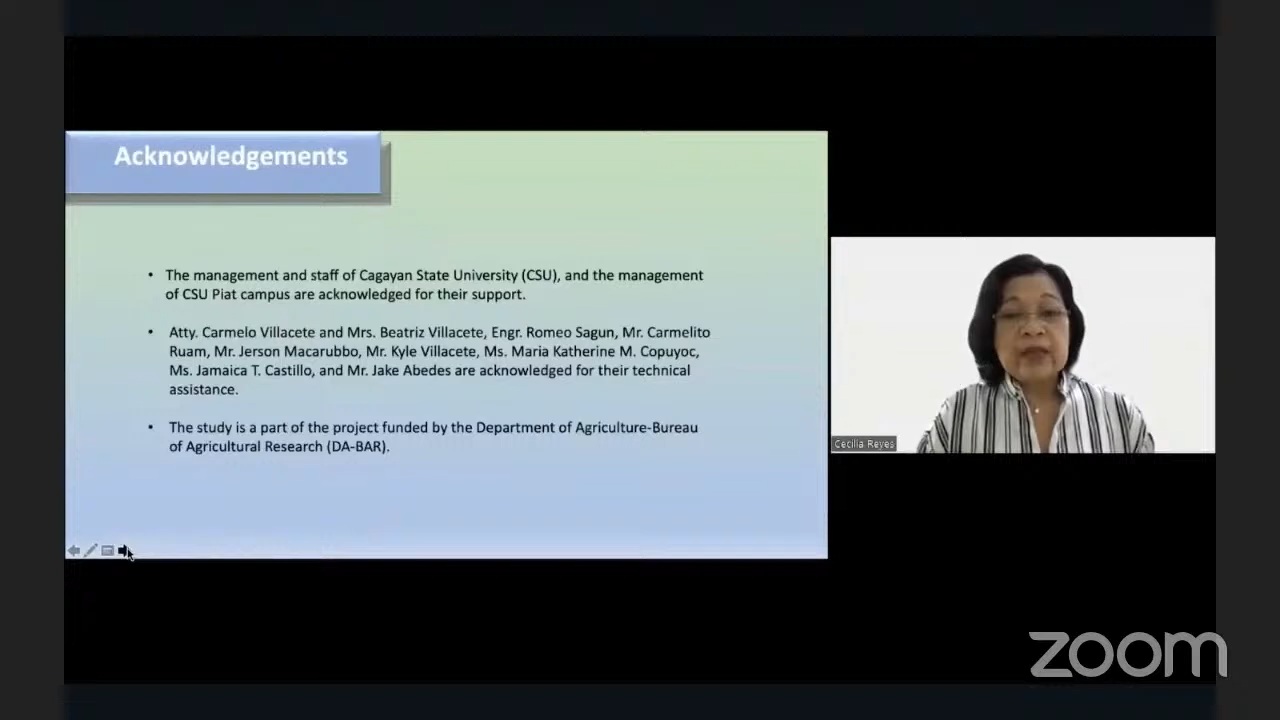 Acknowledgements
• The management and staff of Cagayan State University (CSU), and the management
of CSU Piat campus are acknowledged for their support.
• Atty. Carmelo Villacete and Mrs. Beatriz Villacete, Engr. Romeo Sagun, Mr. Carmelito
Ruam, Mr. Jerson Macarubbo, Mr. Kyle Villacete, Ms. Maria Katherine M. Copuyoc,
Ms. Jamaica T. Castillo, and Mr. Jake Abedes are acknowledged for their technical
assistance.
• The study is a part of the project funded by the Department of Agriculture-Bureau
of Agricultural Research (DA-BAR).
Cecilia Reyes
zoom